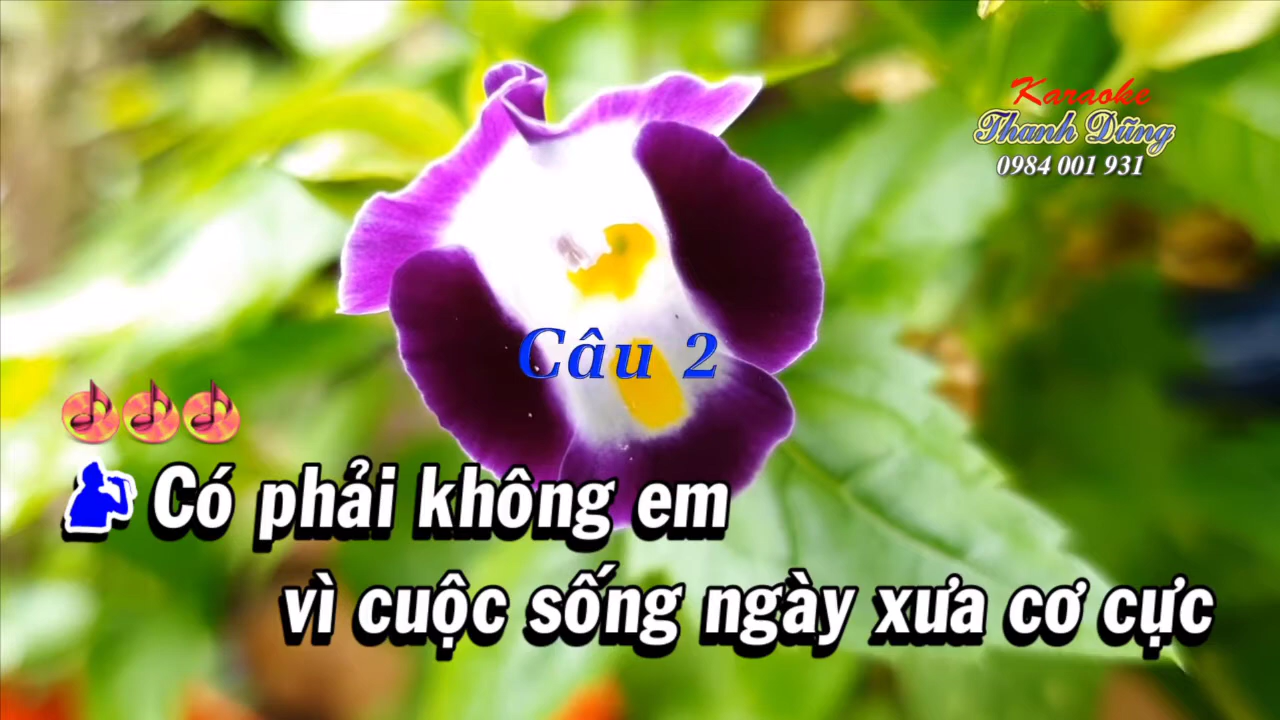 Karaoke
Thanh Dũng
0984 001 931
Câu 2
Có phải không em
vì cuộc sống ngày xưa cơ cực